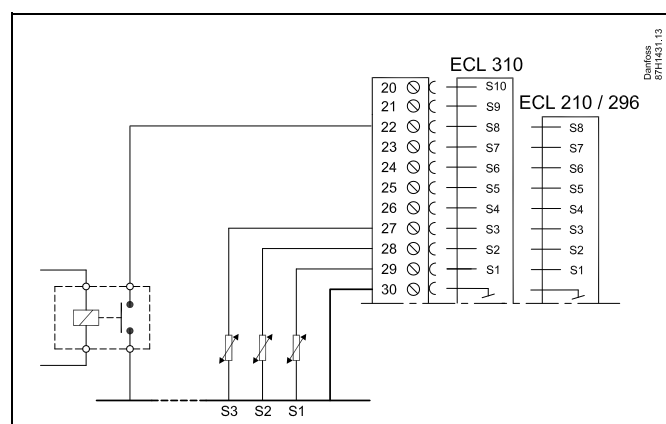 Danfoss
87H1431.13
ECL 310
ECL 210 / 296
20 S10
21 S9
22 S8 S8
23 S7 S7
24 S6 S6
25 S5 S5
26 S4 S4
27 S3 S3
28 S2 S2
29 S1 S1
30
S3 S2 S1